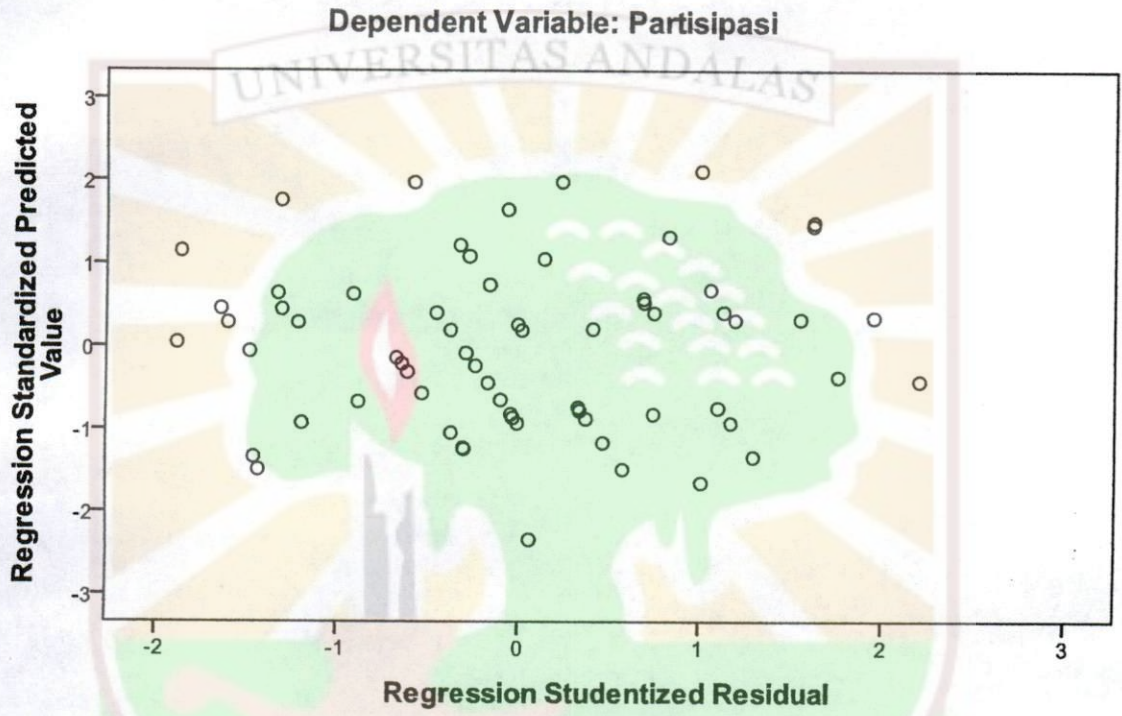 Dependent Variable: Partisipasi
UNIVERSITAS ANDALAS
Regression Standardized Predicted
Value
3
2
1
0
-1
-2
-3
-2
-1
0
1
2
3
Regression Studentized Residual